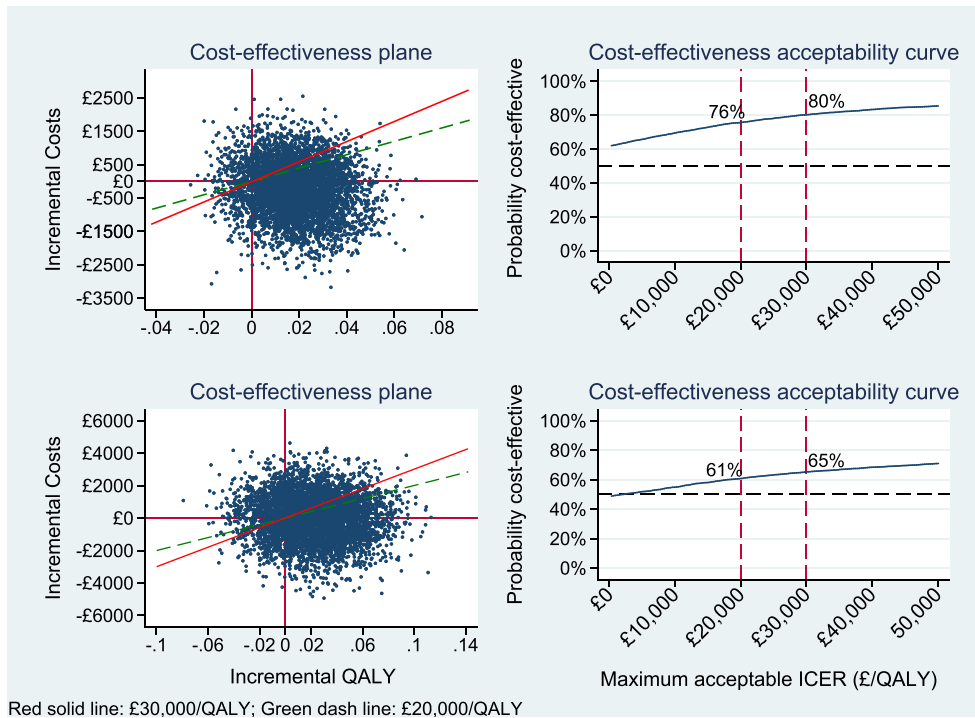 Cost-effectiveness plane
Incremental Costs
£2500
£1500
£500
£0
-£500
-£1500
-£2500
-£3500
-.04 -.02 0 .02 .04 .06 .08
Cost-effectiveness acceptability curve
Probability cost-effective
100%
80%
60%
40%
20%
0%
76%
80%
£0 £10,000 £20,000 £30,000 £40,000 £50,000
Cost-effectiveness plane
Incremental Costs
£6000
£4000
£2000
£0
-£2000
-£4000
-£6000
-.1 -.06 -.02 0 .02 .06 .1 .14
Incremental QALY
Cost-effectiveness acceptability curve
Probability cost-effective
100%
80%
60%
40%
20%
0%
61%
65%
£0 £10,000 £20,000 £30,000 £40,000 50,000
Maximum acceptable ICER (£/QALY)
Red solid line: £30,000/QALY; Green dash line: £20,000/QALY